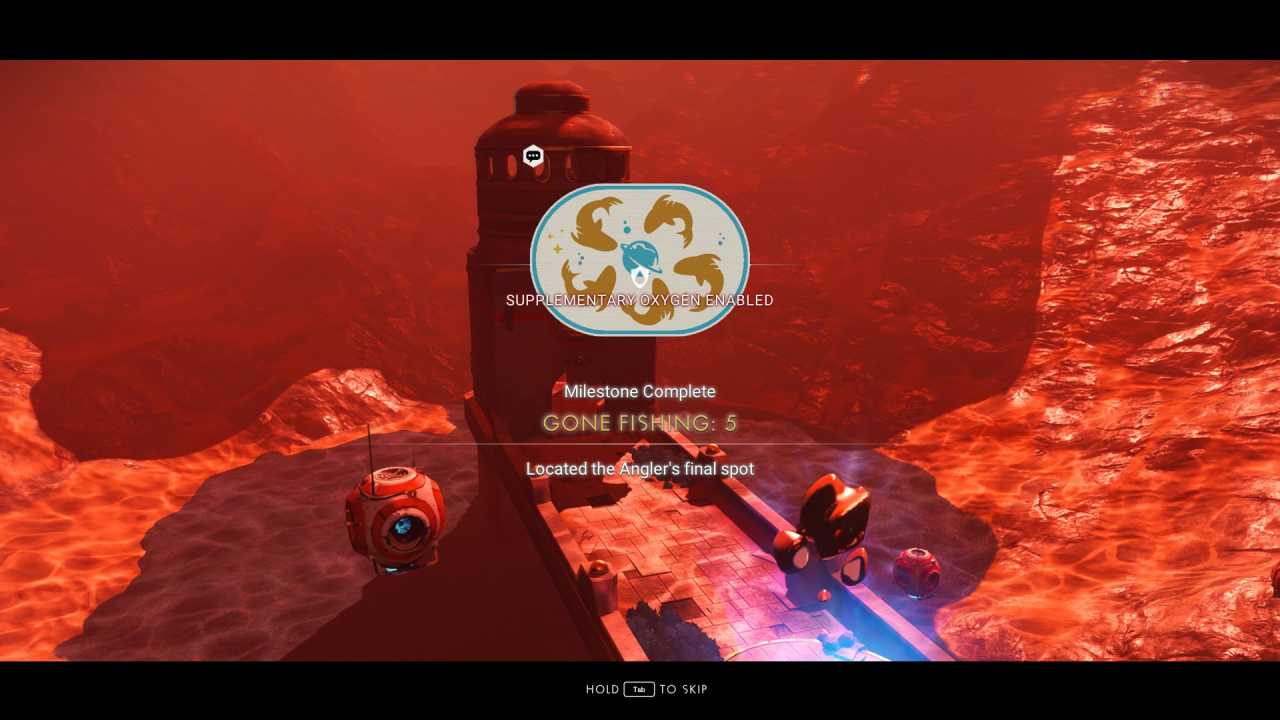 SUPPLEMENTARY OXYGEN ENABLED
Milestone Complete
GONE FISHING: 5
Located the Angler's final spot
HOLD Tab TO SKIP